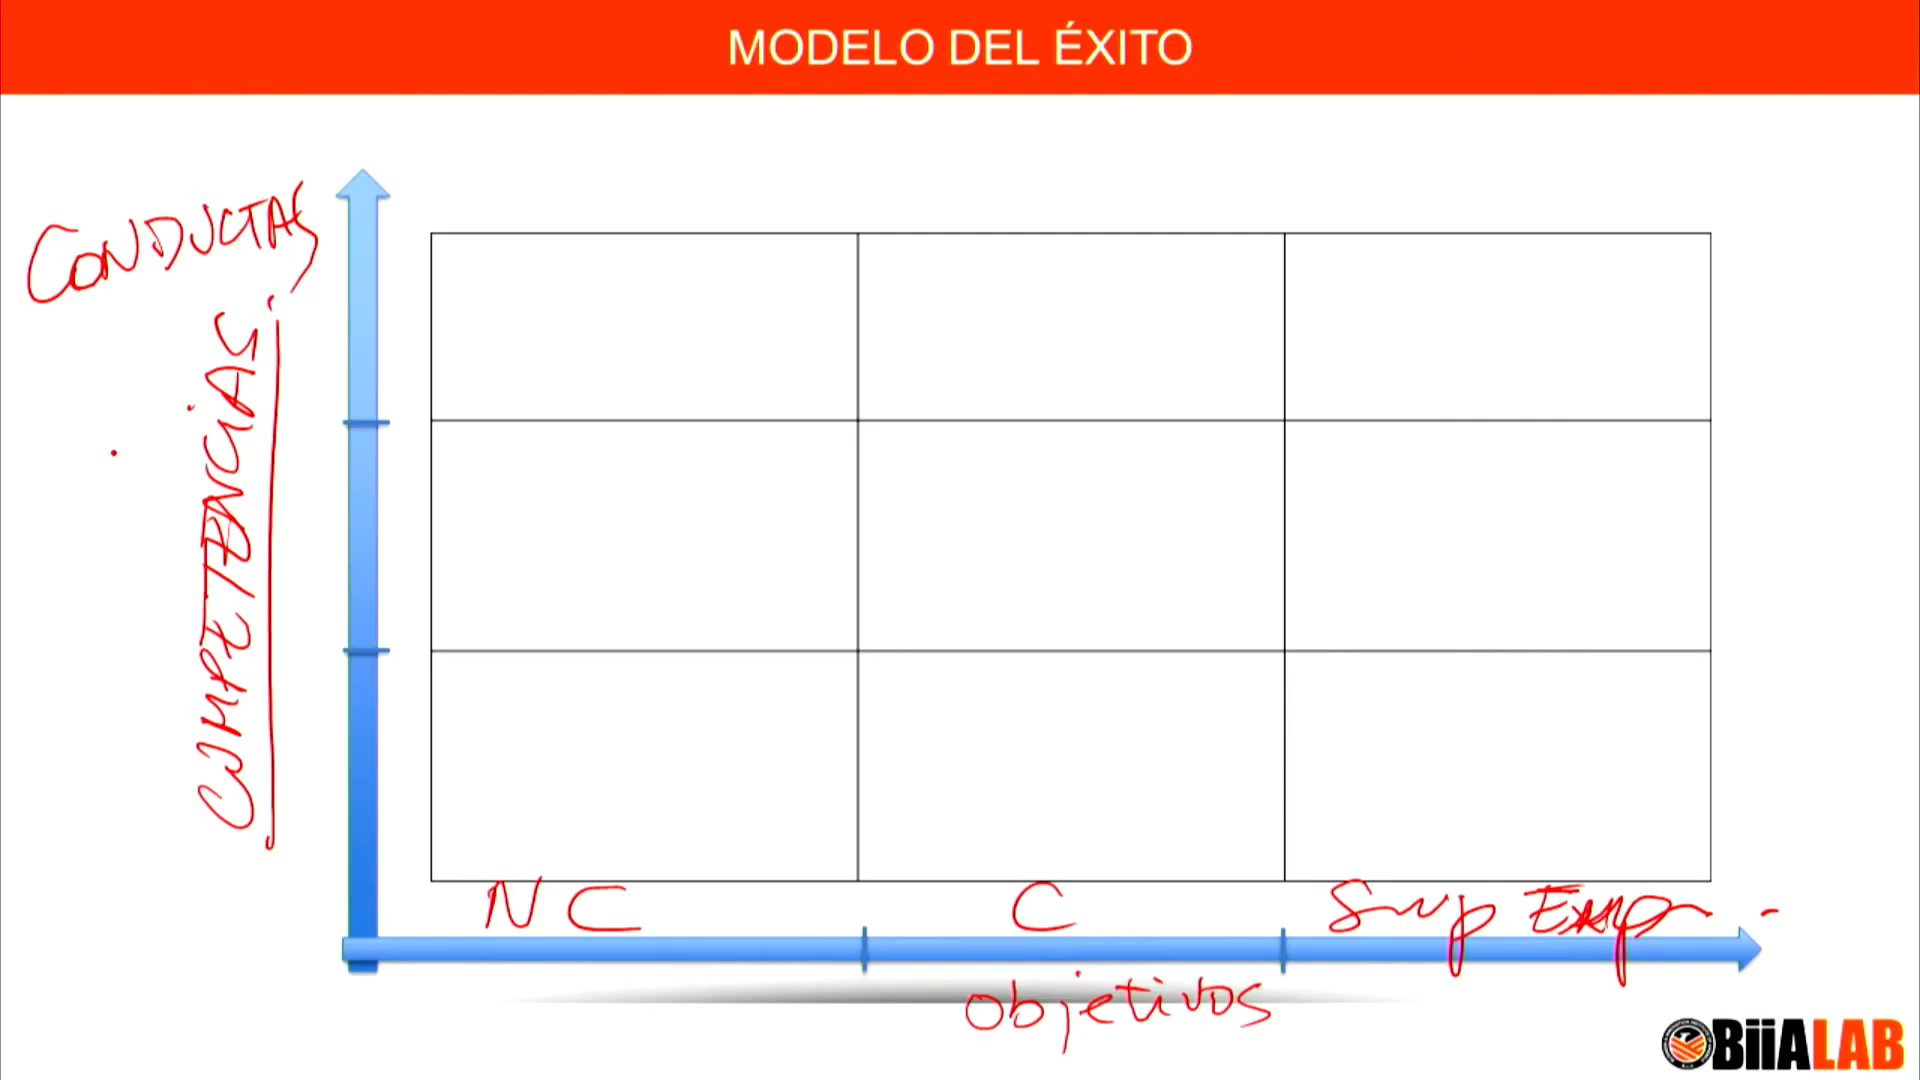 MODELO DEL ÉXITO
CONDUCTAS
COMPETENCIAS
NC
C
Sup Exp
objetivos
BiiALAB